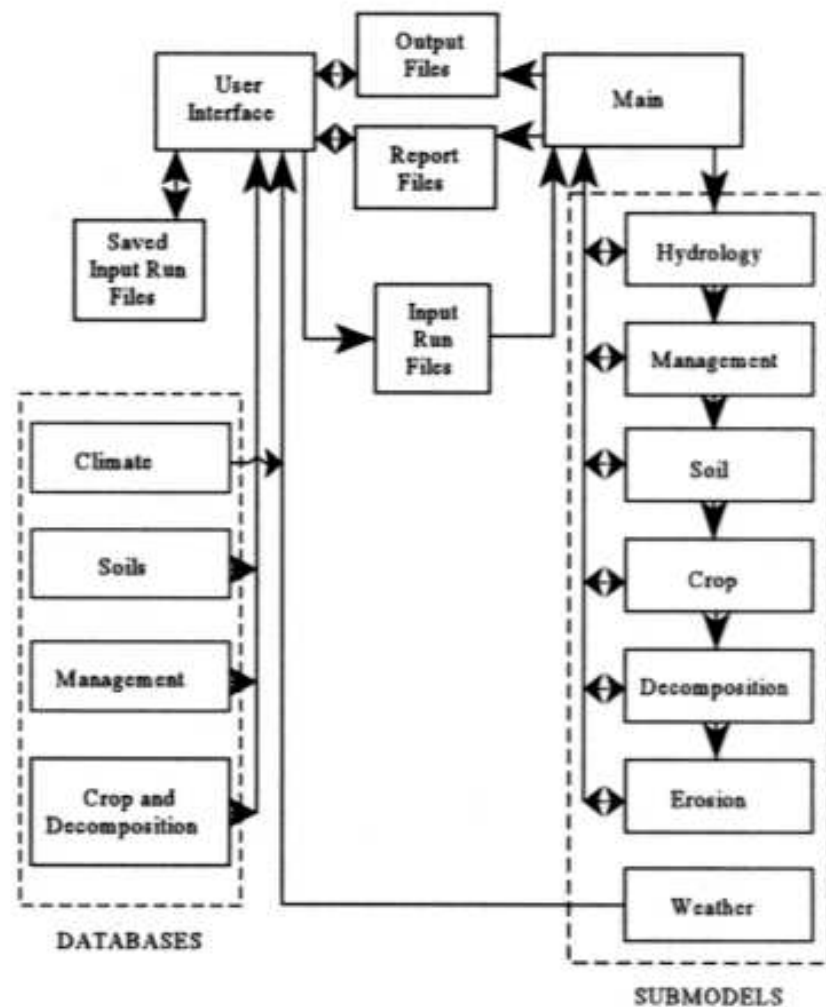 User
Interface
Output
Files
Main
Report
Files
Saved
Input Run
Files
Input
Run
Files
Hydrology
Management
Soil
Crop
Decomposition
Erosion
Weather
SUBMODELS
Climate
Soils
Management
Crop and
Decomposition
DATABASES